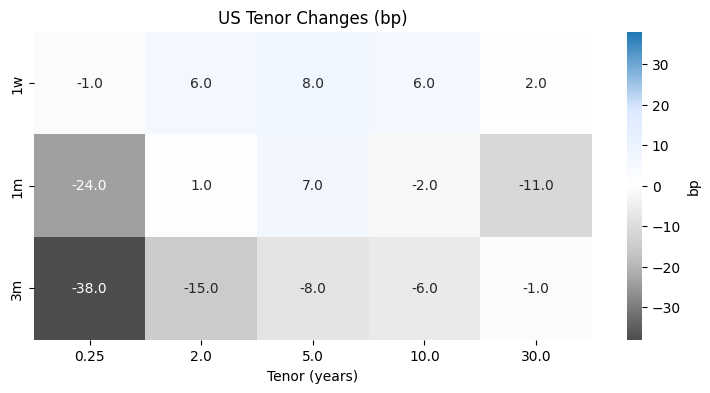 US Tenor Changes (bp)
1w
-1.0 6.0 8.0 6.0 2.0
1m
-24.0 1.0 7.0 -2.0 -11.0
3m
-38.0 -15.0 -8.0 -6.0 -1.0
0.25 2.0 5.0 10.0 30.0
Tenor (years)
30
20
10
0
−10
−20
−30
bp